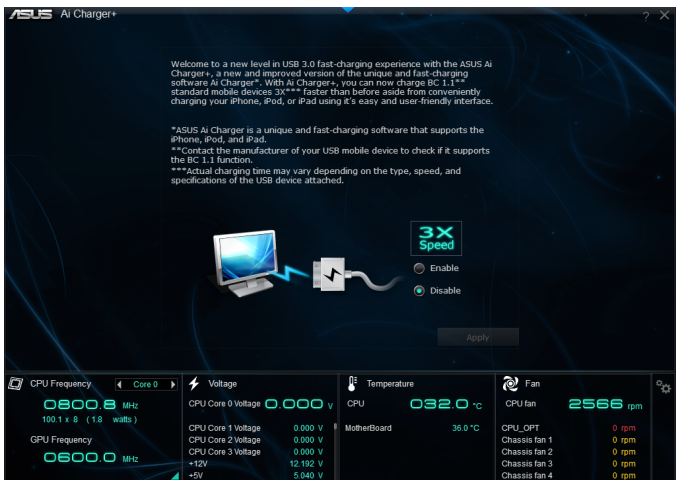 ASUS Ai Charger+
? ×
Welcome to a new level in USB 3.0 fast-charging experience with the ASUS Ai
Charger+, a new and improved version of the unique and fast-charging
software Ai Charger*. With Ai Charger+, you can now charge BC 1.1**
standard mobile devices 3X*** faster than before aside from conveniently
charging your iPhone, iPod, or iPad using it's easy and user-friendly interface.
*ASUS Ai Charger is a unique and fast-charging software that supports the
iPhone, iPod, and iPad.
**Contact the manufacturer of your USB mobile device to check if it supports
the BC 1.1 function.
***Actual charging time may vary depending on the type, speed, and
specifications of the USB device attached.
3X
Speed
Enable
Disable
Apply
CPU Frequency
Core 0
0800.8 MHz
100.1 x 8 (1.8 watts)
GPU Frequency
0600.0 MHz
Voltage
CPU Core 0 Voltage 0.000 V
CPU Core 1 Voltage 0.000 V
CPU Core 2 Voltage 0.000 V
CPU Core 3 Voltage 0.000 V
+12V 12.192 V
+5V 5.040 V
Temperature
CPU 032.0 °C
MotherBoard 36.0 °C
Fan
CPU fan 2566 rpm
CPU_OPT 0 rpm
Chassis fan 1 0 rpm
Chassis fan 2 0 rpm
Chassis fan 3 0 rpm
Chassis fan 4 0 rpm